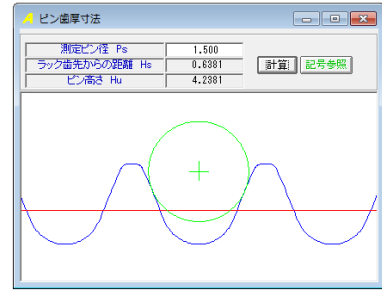 ピン歯厚寸法
測定ピン径 Ps 1.500
ラック歯先からの距離 Hs 0.6381
ピン高さ Hu 4.2381
計算 記号参照